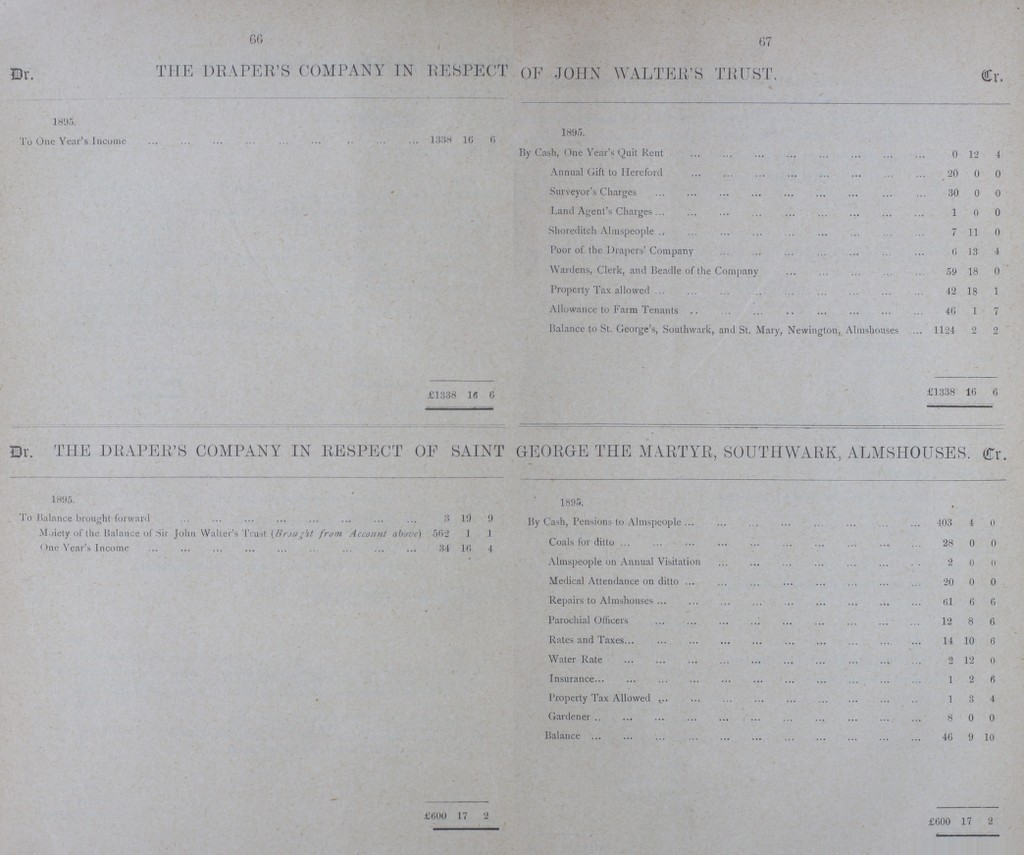 66
Dr. THE DRAPER'S COMPANY IN RESPECT
1895.
To One Year's Income ... ... ... ... ... ... .. ... ... 1338 16 6
£1338 16 6
67
OF JOHN WALTER'S TRUST. Cr.
1895.
By Cash, One Year's Quit Rent ... ... ... ... ... ... ... ... 0 12 4
Annual Gift to Hereford ... ... ... ... ... ... ... ... 20 0 0
Surveyor's Charges ... ... ... ... ... ... ... ... ... 30 0 0
Land Agent's Charges ... ... ... ... ... ... ... ... ... 1 0 0
Shoreditch Almspeople .. ... ... ... ... ... ... ... ... 7 11 0
Poor of the Drapers' Company ... ... ... ... ... ... ... 6 13 4
Wardens, Clerk, and Beadle of the Company ... ... ... ... ... 59 18 0
Property Tax allowed ... ... ... ... ... ... ... ... ... 42 18 1
Allowance to Farm Tenants .. ... ... ... ... ... ... ... 46 1 7
Balance to St. George's, Southwark, and St. Mary, Newington, Almshouses ... 1124 2 2
£1338 16 6
Dr. THE DRAPER'S COMPANY IN RESPECT OF SAINT
1895.
To Balance brought forward ... ... ... ... ... ... ... ... 3 19 9
Moiety of the Balance of Sir John Walter's Trust (Brought from Account above) 562 1 1
One Year's Income ... ... ... ... ... ... ... ... ... 34 16 4
£600 17 2
GEORGE THE MARTYR, SOUTHWARK, ALMSHOUSES. Cr.
1895.
By Cash, Pensions to Almspeople ... ... ... ... ... ... ... ... 403 4 0
Coals for ditto ... ... ... ... ... ... ... ... ... ... 28 0 0
Almspeople on Annual Visitation ... ... ... ... ... ... .. 2 0 0
Medical Attendance on ditto ... ... ... ... ... ... ... ... 20 0 0
Repairs to Almshouses ... ... ... ... ... ... ... ... ... 61 6 6
Parochial Officers ... ... ... ... ... ... ... ... ... 12 8 6
Rates and Taxes... ... ... ... ... ... ... ... ... ... 14 10 6
Water Rate ... ... ... ... ... ... ... ... ... ... 2 12 0
Insurance... ... ... ... ... ... ... ... ... ... ... 1 2 6
Property Tax Allowed ... ... ... ... ... ... ... ... ... 1 3 4
Gardener .. ... ... ... ... ... ... ... ... ... ... 8 0 0
Balance ... ... ... ... ... ... ... ... ... ... ... 46 9 10
£600 17 2